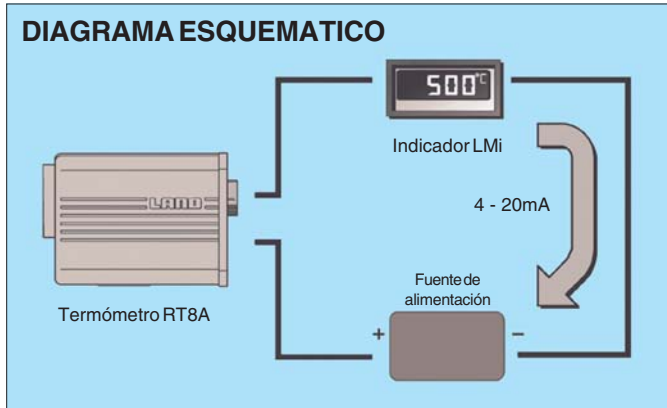 DIAGRAMA ESQUEMATICO
500°C
Indicador LMi
LAND
4 - 20mA
Termómetro RT8A
Fuente de
alimentación
+
−